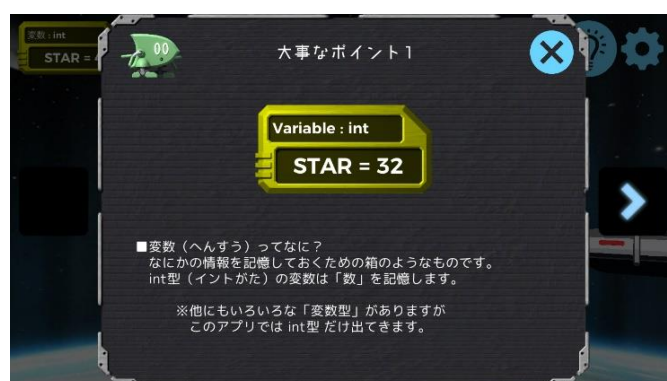 変数 : int
STAR = 4
大事なポイント1
Variable : int
STAR = 32
■変数（へんすう）ってなに？
なにかの情報を記憶しておくための箱のようなものです。
int型（イントがた）の変数は「数」を記憶します。
※他にもいろいろな「変数型」がありますが
このアプリでは int型 だけ出てきます。